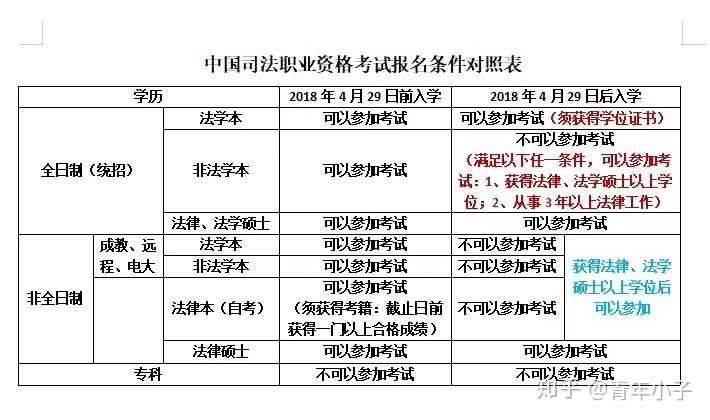 中国司法职业资格考试报名条件对照表
学历 2018年4月29日前入学 2018年4月29日后入学
全日制（统招） 法学本 可以参加考试 可以参加考试（须获得学位证书）
非法学本 可以参加考试 不可以参加考试
（满足以下任一条件，可以参加考
试：1、获得法律、法学硕士以上学
位；2、从事3年以上法律工作）
法律、法学硕士 可以参加考试 可以参加考试
非全日制 成教、远
程、电大 法学本 可以参加考试 不可以参加考试
非法学本 可以参加考试 不可以参加考试
法律本（自考） 可以参加考试
（须获得考籍：截止日前
获得一门以上合格成绩） 不可以参加考试
获得法律、法学
硕士以上学位后
可以参加
法律硕士 可以参加考试 可以参加考试
专科 不可以参加考试 不可以参加考试
知乎 @青年小子